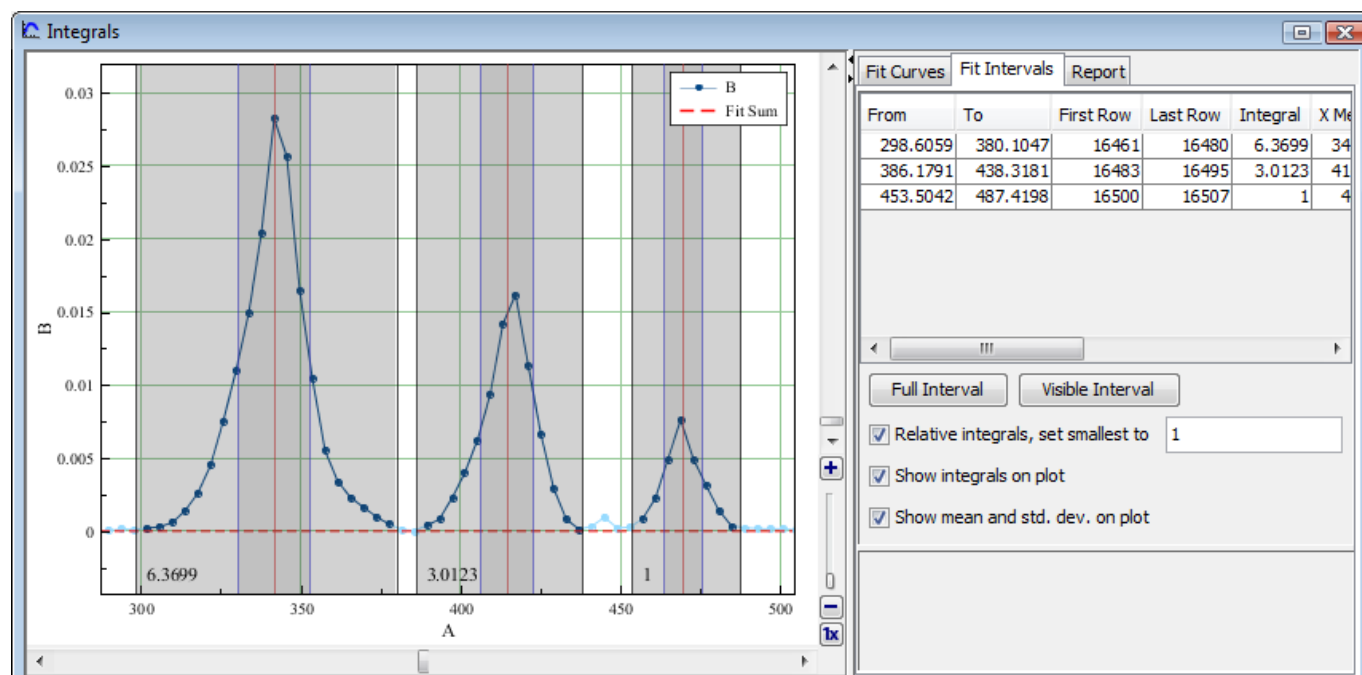 Integrals
Fit Curves Fit Intervals Report
From To First Row Last Row Integral X Me
298.6059 380.1047 16461 16480 6.3699 34
386.1791 438.3181 16483 16495 3.0123 41
453.5042 487.4198 16500 16507 1 4
Full Interval Visible Interval
Relative integrals, set smallest to 1
Show integrals on plot
Show mean and std. dev. on plot
B
Fit Sum
0.03
0.025
0.02
0.015
0.01
0.005
0
B
6.3699 3.0123 1
300 350 400 450 500
A
1x